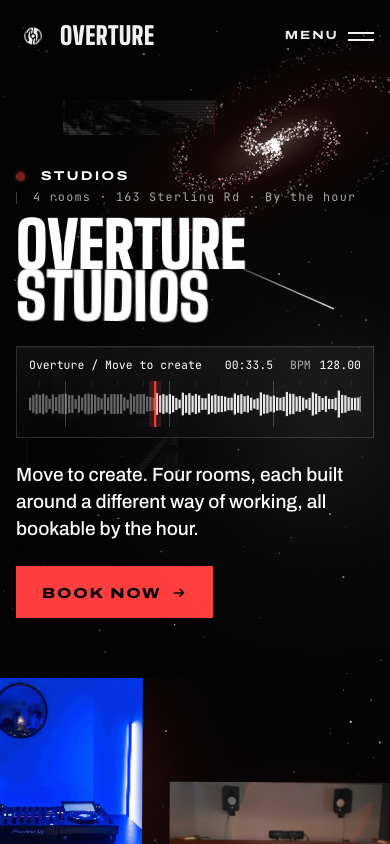 OVERTURE
MENU
STUDIOS
4 rooms · 163 Sterling Rd · By the hour
OVERTURE
STUDIOS
Overture / Move to create 00:33.5 BPM 128.00
Move to create. Four rooms, each built
around a different way of working, all
bookable by the hour.
BOOK NOW →
Pioneer DJ